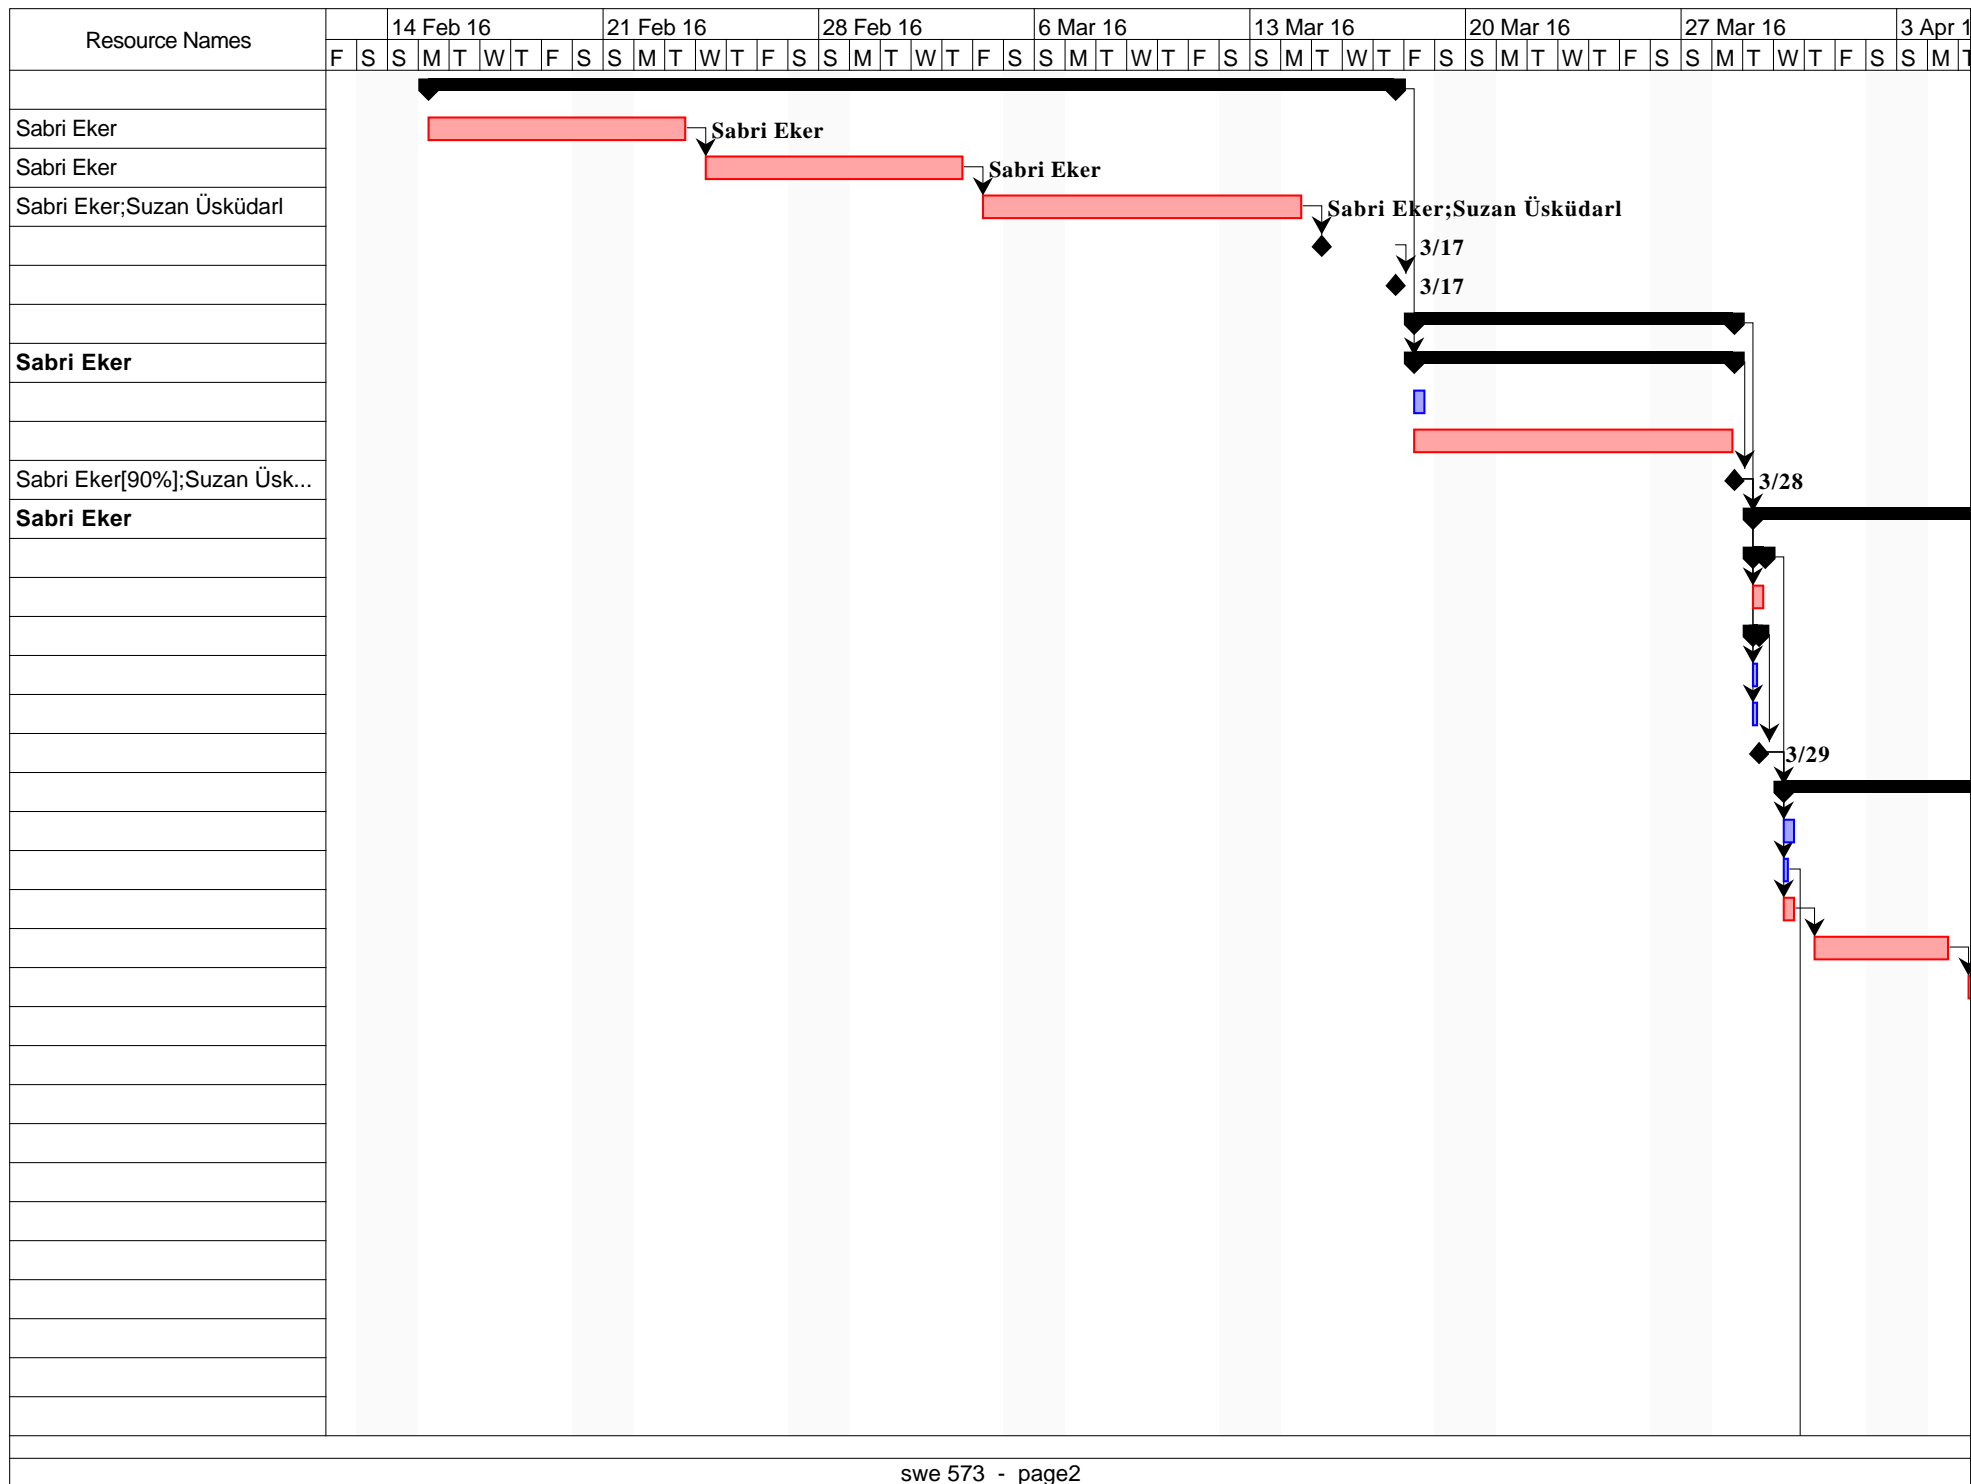 Resource Names
14 Feb 16 21 Feb 16 28 Feb 16 6 Mar 16 13 Mar 16 20 Mar 16 27 Mar 16 3 Apr 1
F S S M T W T F S S M T W T F S S M T W T F S S M T W T F S S M T W T F S S M T W T F S S M T W T F S S M T
Sabri Eker Sabri Eker
Sabri Eker Sabri Eker
Sabri Eker;Suzan Üsküdarl Sabri Eker;Suzan Üsküdarl
3/17
3/17
Sabri Eker
Sabri Eker[90%];Suzan Üsk... 3/28
Sabri Eker
3/29
swe 573 - page2